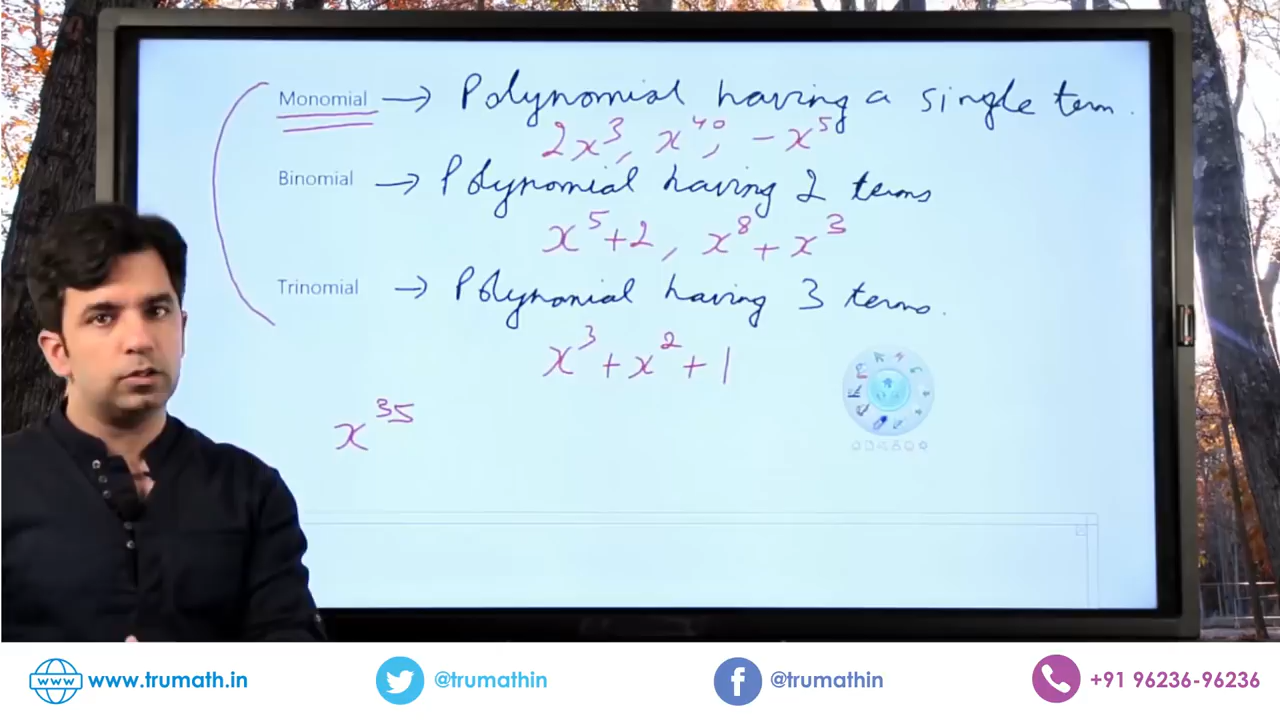 Monomial → Polynomial having a single term.
2x³, x⁴⁰, -x⁵
Binomial → Polynomial having 2 terms
x⁵+2, x⁸+x³
Trinomial → Polynomial having 3 terms.
x³+x²+1
x³⁵
www.trumath.in @trumathin @trumathin +91 96236-96236